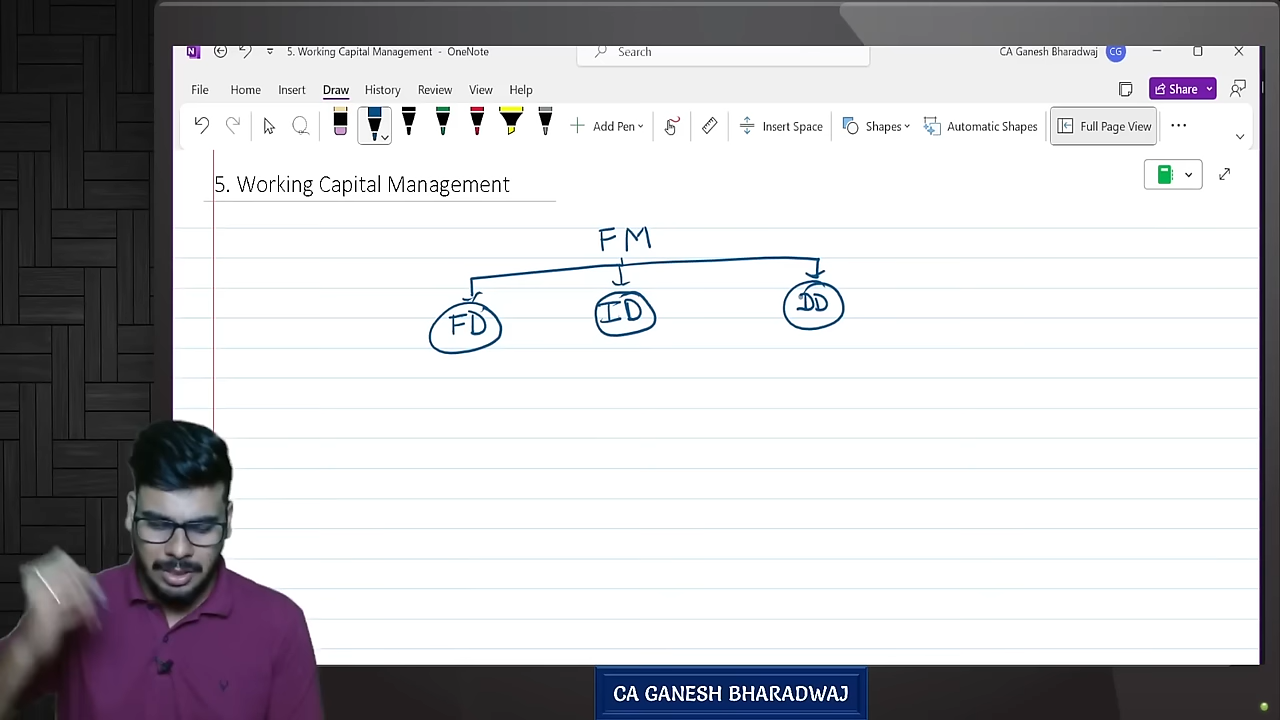 5. Working Capital Management - OneNote
Search
CA Ganesh Bharadwaj CG
File Home Insert Draw History Review View Help
Share
Add Pen
Insert Space
Shapes
Automatic Shapes
Full Page View
5. Working Capital Management
FM
FD ID DD
CA GANESH BHARADWAJ